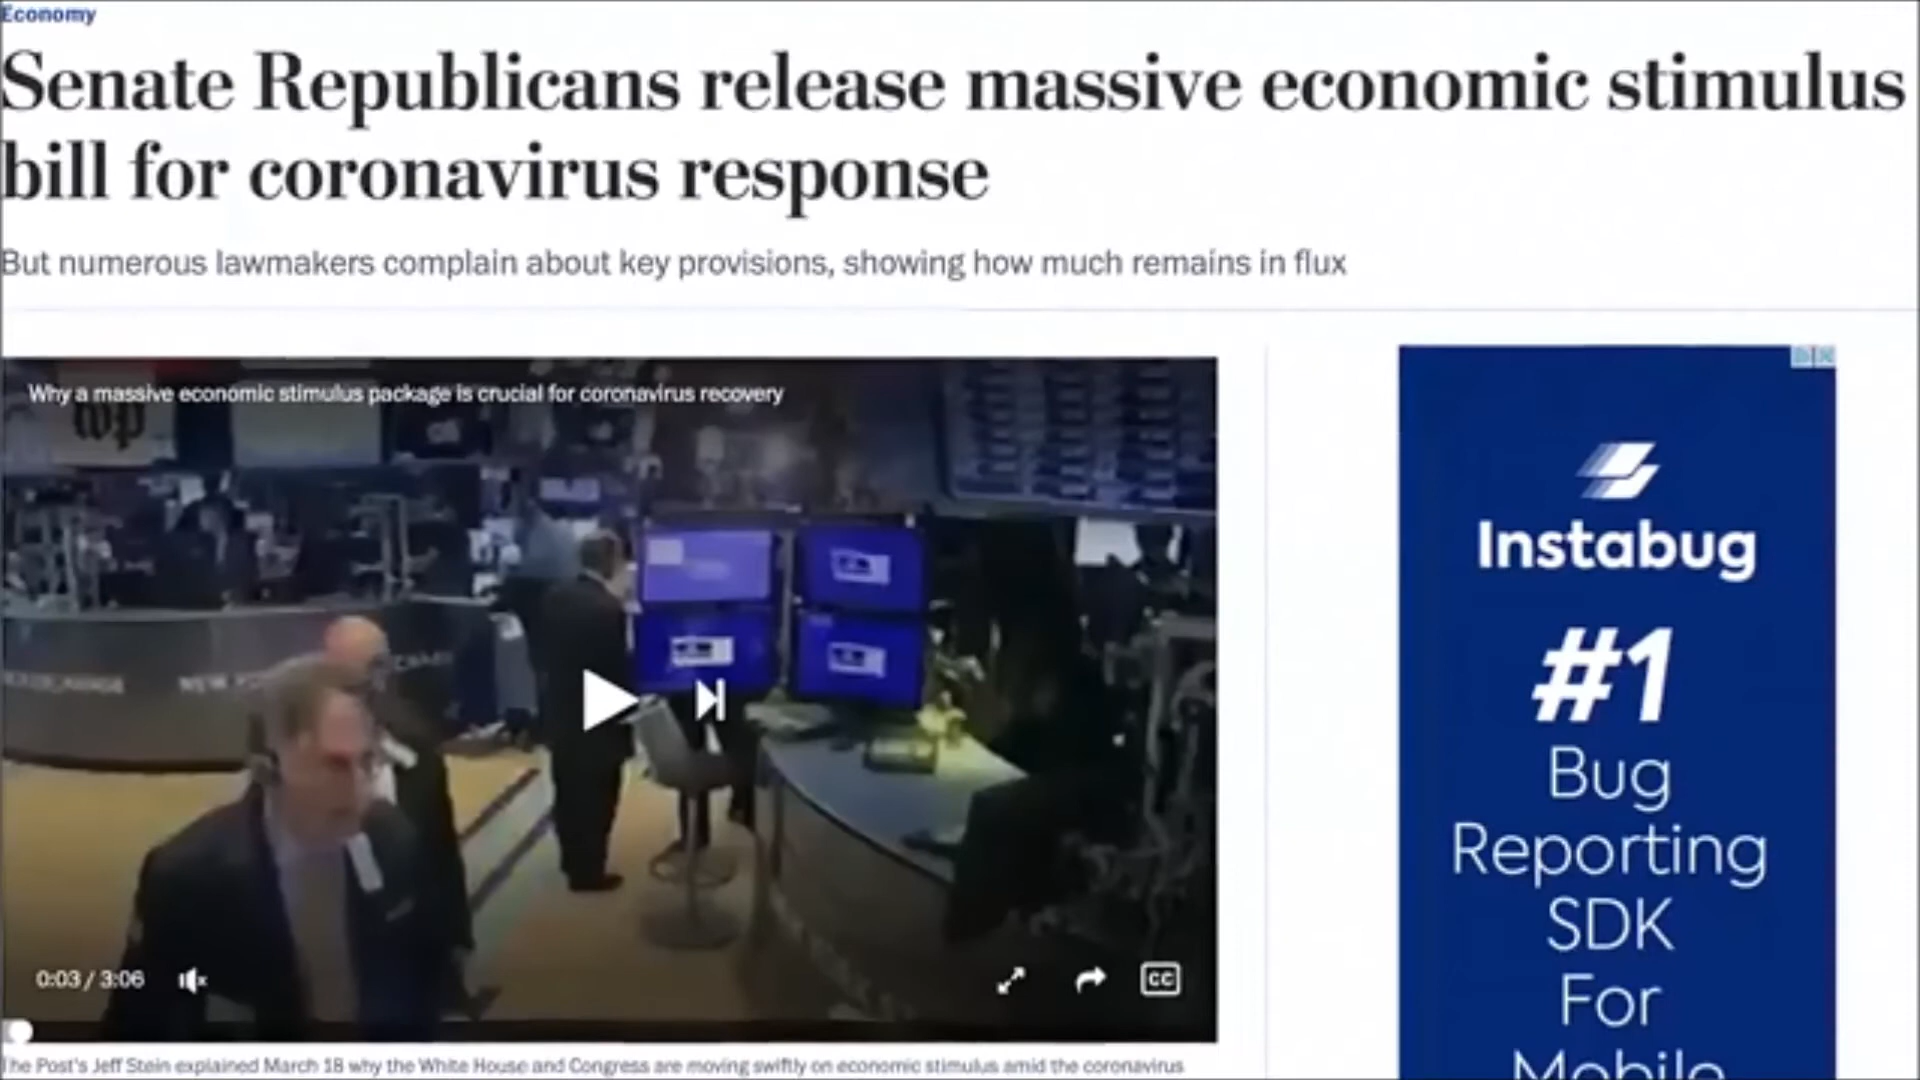 Economy
Senate Republicans release massive economic stimulus
bill for coronavirus response
But numerous lawmakers complain about key provisions, showing how much remains in flux
Why a massive economic stimulus package is crucial for coronavirus recovery
wp
Instabug
#1
Bug
Reporting
SDK
For
Mobile
NEW
0:03 / 3:06
CC
The Post's Jeff Stein explained March 18 why the White House and Congress are moving swiftly on economic stimulus amid the coronavirus